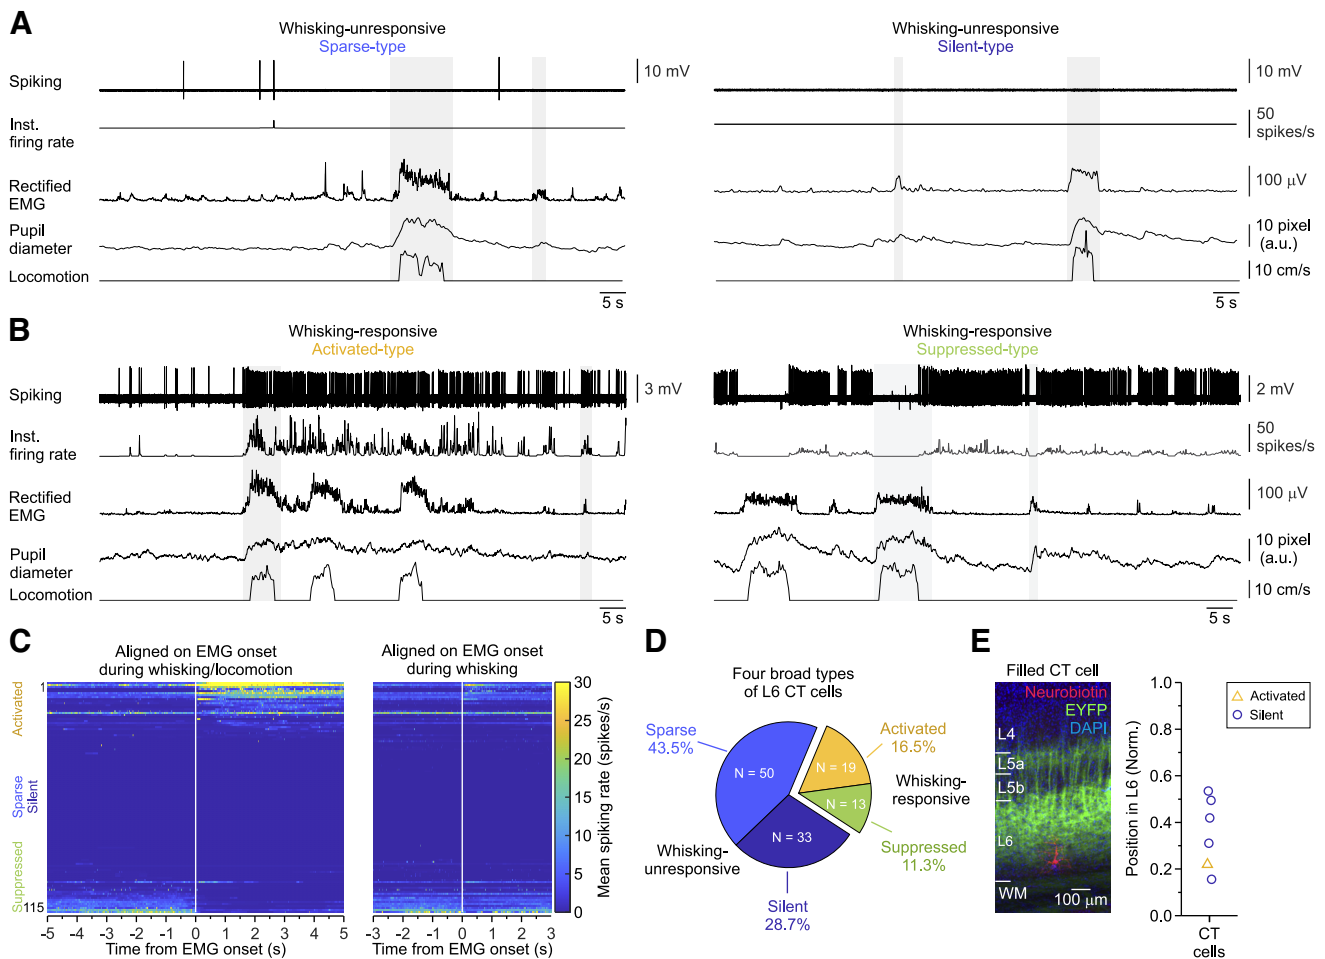 A
Whisking-unresponsive
Sparse-type
Whisking-unresponsive
Silent-type
Spiking
10 mV
10 mV
Inst.
firing rate
50
spikes/s
Rectified
EMG
100 µV
Pupil
diameter
10 pixel
(a.u.)
Locomotion
10 cm/s
5 s
5 s
B
Whisking-responsive
Activated-type
Whisking-responsive
Suppressed-type
Spiking
3 mV
2 mV
Inst.
firing rate
50
spikes/s
Rectified
EMG
100 µV
Pupil
diameter
10 pixel
(a.u.)
Locomotion
10 cm/s
5 s
5 s
C
Aligned on EMG onset
during whisking/locomotion
Aligned on EMG onset
during whisking
Activated
Sparse
Silent
Suppressed
1
115
-5 -4 -3 -2 -1 0 1 2 3 4 5
Time from EMG onset (s)
-3 -2 -1 0 1 2 3
Time from EMG onset (s)
30
25
20
15
10
5
0
Mean spiking rate (spikes/s)
D
Four broad types
of L6 CT cells
Sparse
43.5%
N = 50
Activated
16.5%
N = 19
Whisking-
responsive
N = 13
Suppressed
11.3%
N = 33
Whisking-
unresponsive
Silent
28.7%
E
Filled CT cell
Neurobiotin
EYFP
DAPI
L4
L5a
L5b
L6
WM
100 µm
Position in L6 (Norm.)
1.0
0.8
0.6
0.4
0.2
0.0
CT
cells
Activated
Silent